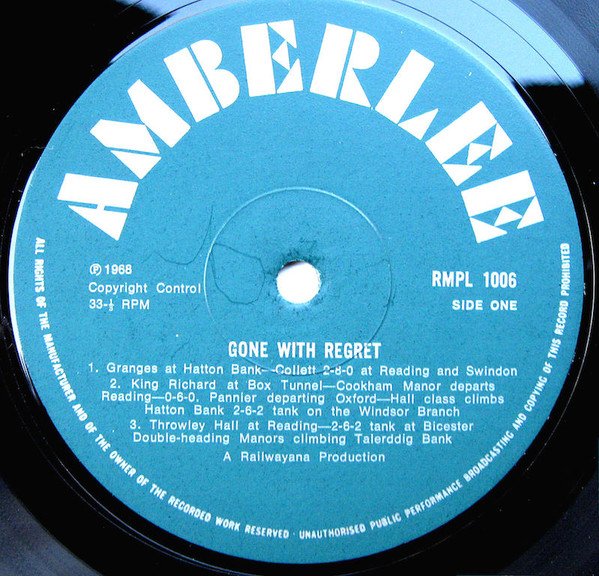 AMBERLEE
℗ 1968
Copyright Control
33-⅓ RPM
RMPL 1006
SIDE ONE
GONE WITH REGRET
1. Granges at Hatton Bank—Collett 2-8-0 at Reading and Swindon
2. King Richard at Box Tunnel—Cookham Manor departs
Reading—0-6-0. Pannier departing Oxford—Hall class climbs
Hatton Bank 2-6-2 tank on the Windsor Branch
3. Throwley Hall at Reading—2-6-2 tank at Bicester
Double-heading Manors climbing Talerddig Bank
A Railwayana Production
ALL RIGHTS OF THE MANUFACTURER AND OF THE OWNER OF THE RECORDED WORK RESERVED · UNAUTHORISED PUBLIC PERFORMANCE BROADCASTING AND COPYING OF THIS RECORD PROHIBITED